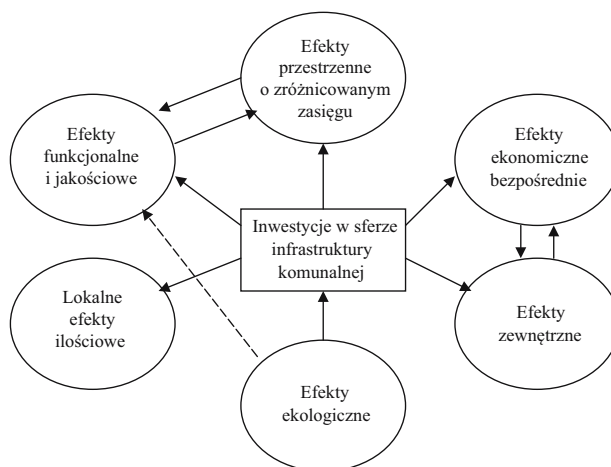 Efekty
przestrzenne
o zróżnicowanym
zasięgu
Efekty
funkcjonalne
i jakościowe
Efekty
ekonomiczne
bezpośrednie
Inwestycje w sferze
infrastruktury
komunalnej
Lokalne
efekty
ilościowe
Efekty
zewnętrzne
Efekty
ekologiczne